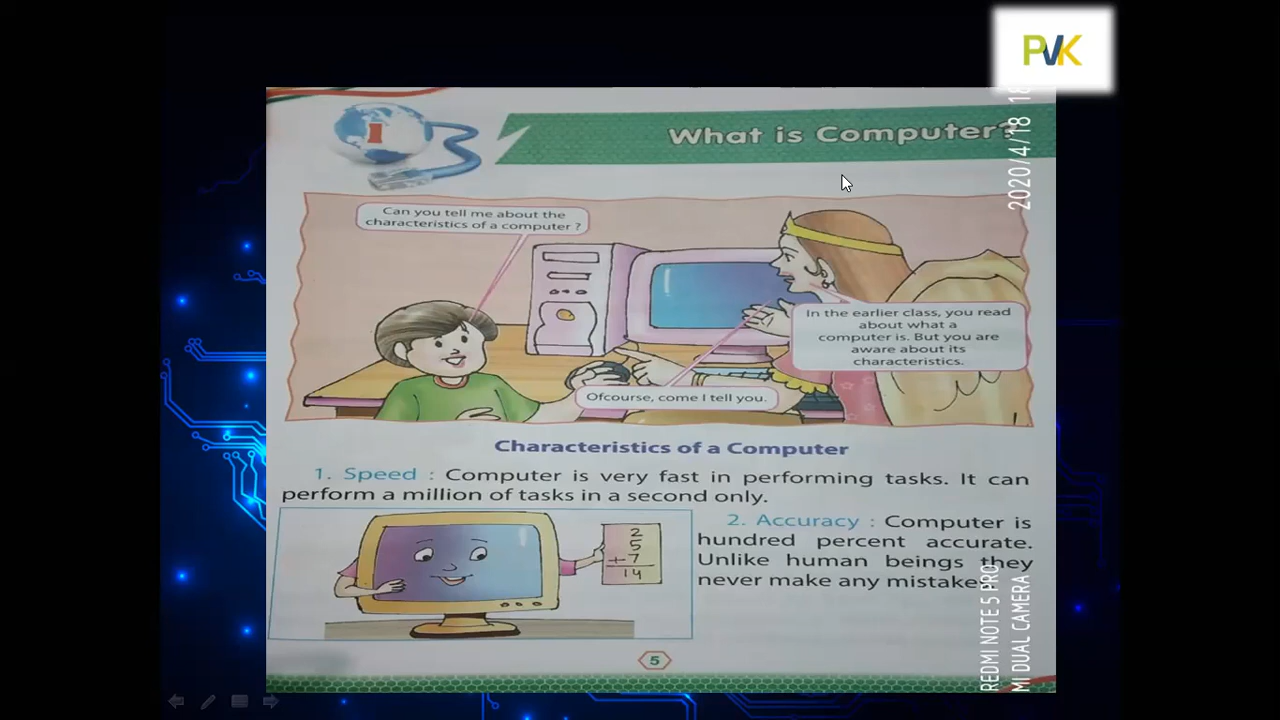 PVK
1
What is Computer?
2020/4/18 18
Can you tell me about the
characteristics of a computer ?
In the earlier class, you read
about what a
computer is. But you are
aware about its
characteristics.
Ofcourse, come I tell you.
Characteristics of a Computer
1. Speed : Computer is very fast in performing tasks. It can
perform a million of tasks in a second only.
2
5
+7
14
2. Accuracy : Computer is
hundred percent accurate.
Unlike human beings they
never make any mistake
5
REDMI NOTE 5 PRO
MI DUAL CAMERA